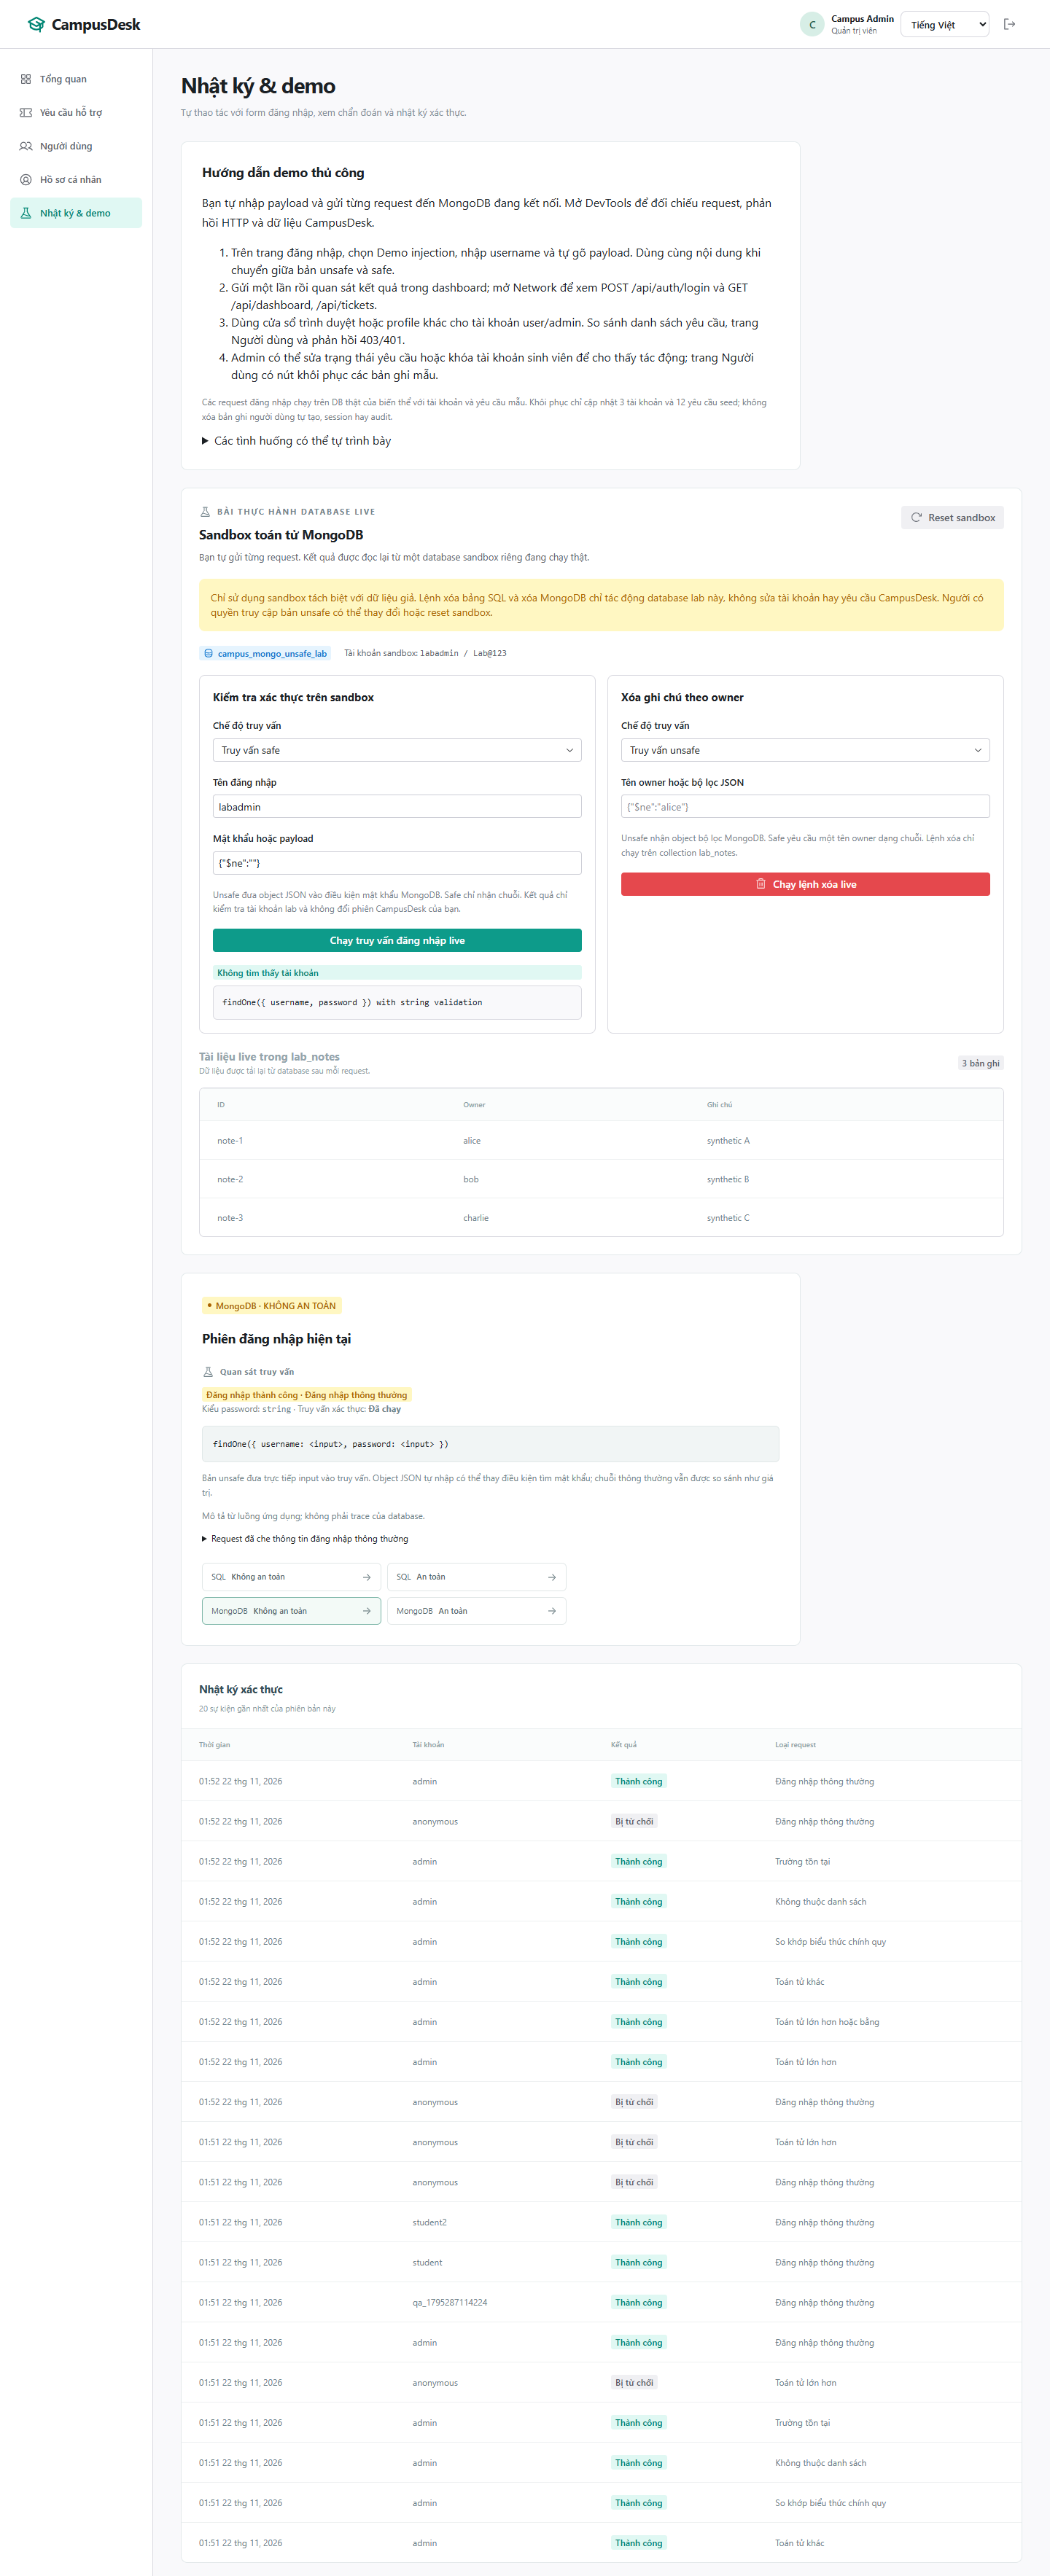 CampusDesk
C
Campus Admin
Quản trị viên
Tiếng Việt
Tổng quan
Yêu cầu hỗ trợ
Người dùng
Hồ sơ cá nhân
Nhật ký & demo
Nhật ký & demo
Tự thao tác với form đăng nhập, xem chẩn đoán và nhật ký xác thực.
Hướng dẫn demo thủ công
Bạn tự nhập payload và gửi từng request đến MongoDB đang kết nối. Mở DevTools để đối chiếu request, phản
hồi HTTP và dữ liệu CampusDesk.
1. Trên trang đăng nhập, chọn Demo injection, nhập username và tự gõ payload. Dùng cùng nội dung khi
chuyển giữa bản unsafe và safe.
2. Gửi một lần rồi quan sát kết quả trong dashboard; mở Network để xem POST /api/auth/login và GET
/api/dashboard, /api/tickets.
3. Dùng cửa sổ trình duyệt hoặc profile khác cho tài khoản user/admin. So sánh danh sách yêu cầu, trang
Người dùng và phản hồi 403/401.
4. Admin có thể sửa trạng thái yêu cầu hoặc khóa tài khoản sinh viên để cho thấy tác động; trang Người
dùng có nút khôi phục các bản ghi mẫu.
Các request đăng nhập chạy trên DB thật của biến thể với tài khoản và yêu cầu mẫu. Khôi phục chỉ cập nhật 3 tài khoản và 12 yêu cầu seed; không
xóa bản ghi người dùng tự tạo, session hay audit.
Các tình huống có thể tự trình bày
BÀI THỰC HÀNH DATABASE LIVE
Sandbox toán tử MongoDB
Bạn tự gửi từng request. Kết quả được đọc lại từ một database sandbox riêng đang chạy thật.
Reset sandbox
Chỉ sử dụng sandbox tách biệt với dữ liệu giả. Lệnh xóa bảng SQL và xóa MongoDB chỉ tác động database lab này, không sửa tài khoản hay yêu cầu CampusDesk. Người có
quyền truy cập bản unsafe có thể thay đổi hoặc reset sandbox.
campus_mongo_unsafe_lab
Tài khoản sandbox: labadmin / Lab@123
Kiểm tra xác thực trên sandbox
Chế độ truy vấn
Truy vấn safe
Tên đăng nhập
labadmin
Mật khẩu hoặc payload
{"$ne":""}
Unsafe đưa object JSON vào điều kiện mật khẩu MongoDB. Safe chỉ nhận chuỗi. Kết quả chỉ
kiểm tra tài khoản lab và không đổi phiên CampusDesk của bạn.
Chạy truy vấn đăng nhập live
Không tìm thấy tài khoản
findOne({ username, password }) with string validation
Xóa ghi chú theo owner
Chế độ truy vấn
Truy vấn unsafe
Tên owner hoặc bộ lọc JSON
{"$ne":"alice"}
Unsafe nhận object bộ lọc MongoDB. Safe yêu cầu một tên owner dạng chuỗi. Lệnh xóa chỉ
chạy trên collection lab_notes.
Chạy lệnh xóa live
Tài liệu live trong lab_notes
Dữ liệu được tải lại từ database sau mỗi request.
3 bản ghi
ID Owner Ghi chú
note-1 alice synthetic A
note-2 bob synthetic B
note-3 charlie synthetic C
MongoDB · KHÔNG AN TOÀN
Phiên đăng nhập hiện tại
Quan sát truy vấn
Đăng nhập thành công · Đăng nhập thông thường
Kiểu password: string · Truy vấn xác thực: Đã chạy
findOne({ username: <input>, password: <input> })
Bản unsafe đưa trực tiếp input vào truy vấn. Object JSON tự nhập có thể thay điều kiện tìm mật khẩu; chuỗi thông thường vẫn được so sánh như giá
trị.
Mô tả từ luồng ứng dụng; không phải trace của database.
Request đã che thông tin đăng nhập thông thường
SQL Không an toàn
SQL An toàn
MongoDB Không an toàn
MongoDB An toàn
Nhật ký xác thực
20 sự kiện gần nhất của phiên bản này
Thời gian Tài khoản Kết quả Loại request
01:52 22 thg 11, 2026 admin Thành công Đăng nhập thông thường
01:52 22 thg 11, 2026 anonymous Bị từ chối Đăng nhập thông thường
01:52 22 thg 11, 2026 admin Thành công Trường tồn tại
01:52 22 thg 11, 2026 admin Thành công Không thuộc danh sách
01:52 22 thg 11, 2026 admin Thành công So khớp biểu thức chính quy
01:52 22 thg 11, 2026 admin Thành công Toán tử khác
01:52 22 thg 11, 2026 admin Thành công Toán tử lớn hơn hoặc bằng
01:52 22 thg 11, 2026 admin Thành công Toán tử lớn hơn
01:52 22 thg 11, 2026 anonymous Bị từ chối Đăng nhập thông thường
01:51 22 thg 11, 2026 anonymous Bị từ chối Toán tử lớn hơn
01:51 22 thg 11, 2026 anonymous Bị từ chối Đăng nhập thông thường
01:51 22 thg 11, 2026 student2 Thành công Đăng nhập thông thường
01:51 22 thg 11, 2026 student Thành công Đăng nhập thông thường
01:51 22 thg 11, 2026 qa_1795287114224 Thành công Đăng nhập thông thường
01:51 22 thg 11, 2026 admin Thành công Đăng nhập thông thường
01:51 22 thg 11, 2026 anonymous Bị từ chối Toán tử lớn hơn
01:51 22 thg 11, 2026 admin Thành công Trường tồn tại
01:51 22 thg 11, 2026 admin Thành công Không thuộc danh sách
01:51 22 thg 11, 2026 admin Thành công So khớp biểu thức chính quy
01:51 22 thg 11, 2026 admin Thành công Toán tử khác